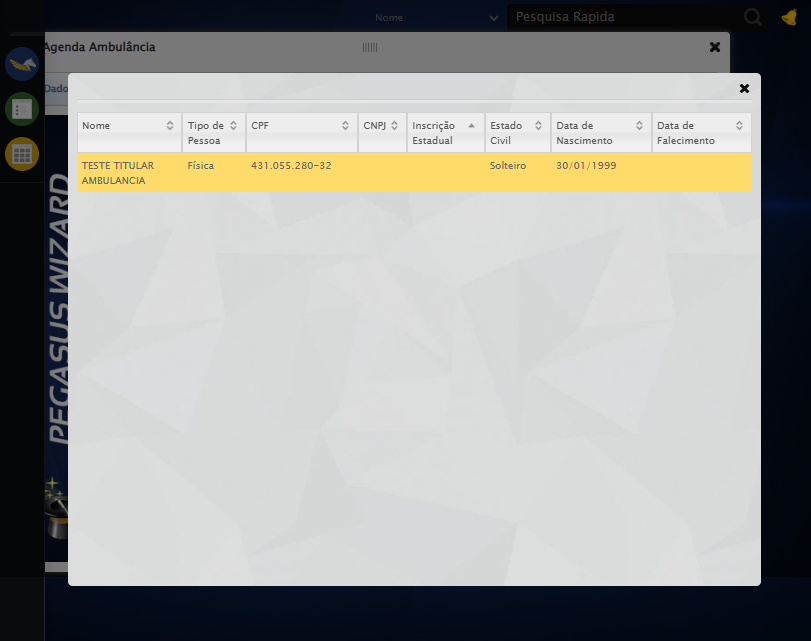 Nome
Pesquisa Rapida
Agenda Ambulância
Dado
Nome
Tipo de Pessoa
CPF
CNPJ
Inscrição Estadual
Estado Civil
Data de Nascimento
Data de Falecimento
TESTE TITULAR AMBULANCIA
Física
431.055.280-32
Solteiro
30/01/1999
PEGASUS WIZARD